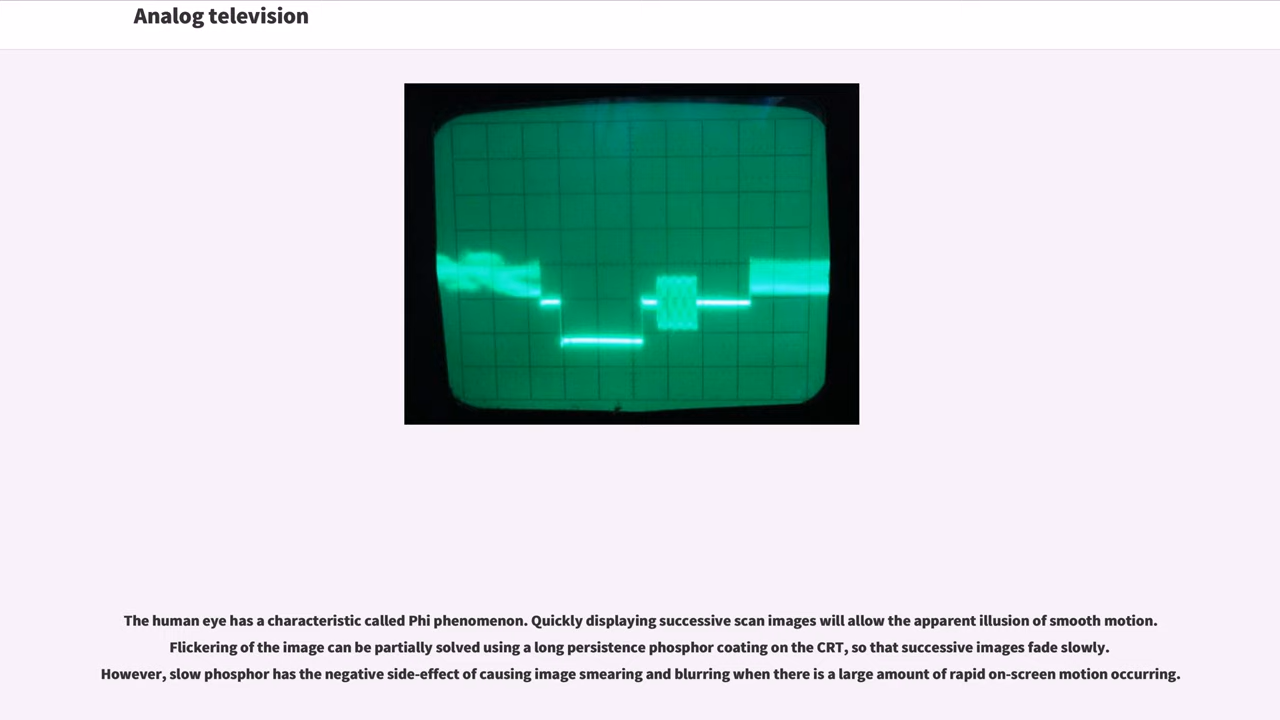 Analog television
The human eye has a characteristic called Phi phenomenon. Quickly displaying successive scan images will allow the apparent illusion of smooth motion.
Flickering of the image can be partially solved using a long persistence phosphor coating on the CRT, so that successive images fade slowly.
However, slow phosphor has the negative side-effect of causing image smearing and blurring when there is a large amount of rapid on-screen motion occurring.